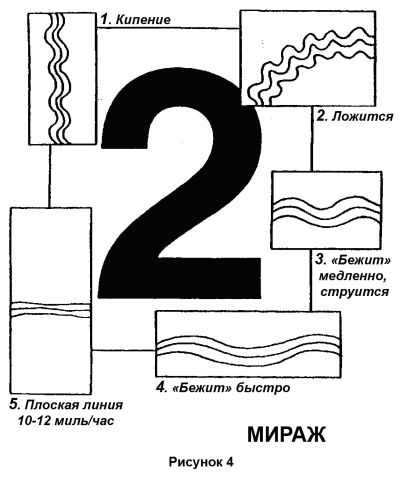 1. Кипение
2
2. Ложится
3. «Бежит»
медленно,
струится
4. «Бежит» быстро
5. Плоская линия
10-12 миль/час
МИРАЖ
Рисунок 4